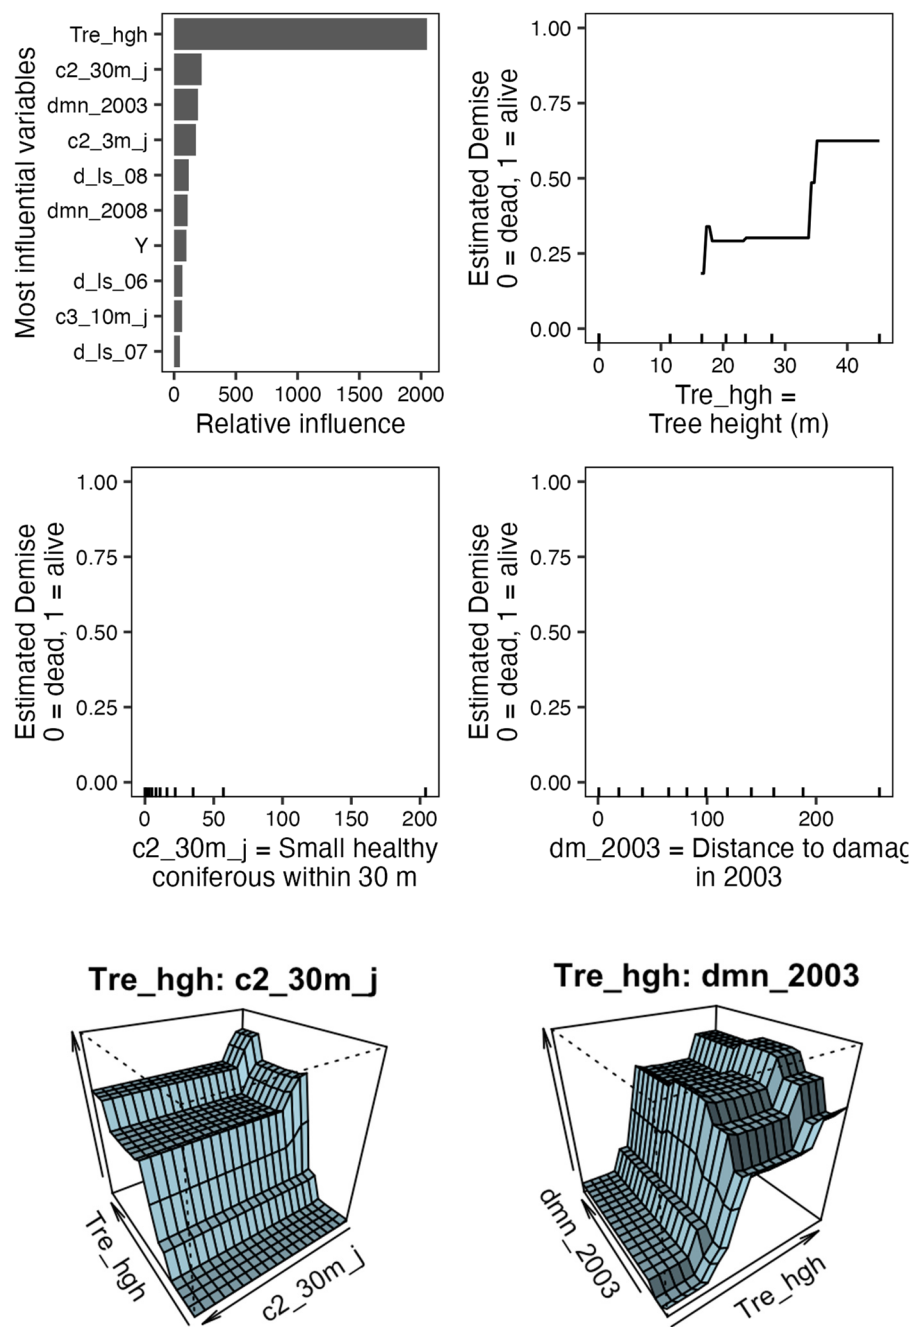 Most influential variables
Tre_hgh
c2_30m_j
dmn_2003
c2_3m_j
d_ls_08
dmn_2008
Y
d_ls_06
c3_10m_j
d_ls_07
0 500 1000 1500 2000
Relative influence
Estimated Demise
0 = dead, 1 = alive
1.00
0.75
0.50
0.25
0.00
0 10 20 30 40
Tre_hgh =
Tree height (m)
Estimated Demise
0 = dead, 1 = alive
1.00
0.75
0.50
0.25
0.00
0 50 100 150 200
c2_30m_j = Small healthy
coniferous within 30 m
Estimated Demise
0 = dead, 1 = alive
1.00
0.75
0.50
0.25
0.00
0 100 200
dm_2003 = Distance to damag
in 2003
Tre_hgh: c2_30m_j
Tre_hgh
c2_30m_j
Tre_hgh: dmn_2003
dmn_2003
Tre_hgh